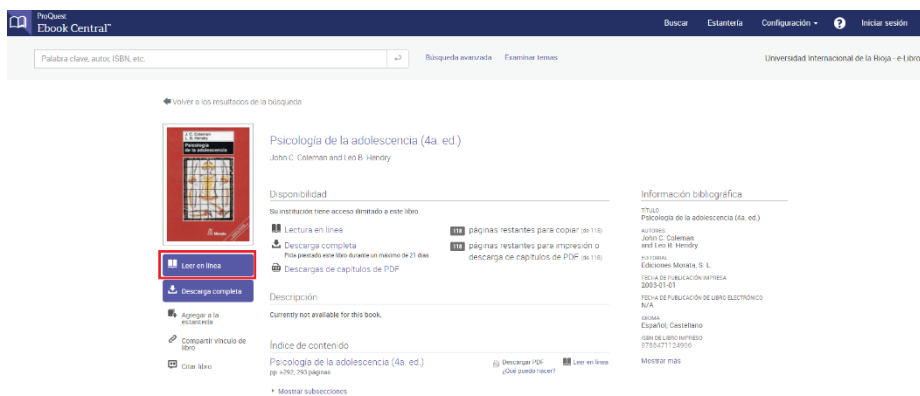 ProQuest
Ebook Central™
Buscar
Estantería
Configuración
Iniciar sesión
Palabra clave, autor, ISBN, etc.
Búsqueda avanzada
Examinar temas
Universidad Internacional de la Rioja - e-Libro
Volver a los resultados de la búsqueda
J. C. Coleman
L. B. Hendry
Psicología
de la adolescencia
Morata
Psicología de la adolescencia (4a. ed.)
John C. Coleman and Leo B. Hendry
Disponibilidad
Su institución tiene acceso ilimitado a este libro.
Lectura en línea
Descarga completa
Pida prestado este libro durante un máximo de 21 días
Descargas de capítulos de PDF
118 páginas restantes para copiar (de 118)
118 páginas restantes para impresión o
descarga de capítulos de PDF (de 118)
Leer en línea
Descarga completa
Agregar a la
estantería
Compartir vínculo de
libro
Citar libro
Descripción
Currently not available for this book.
Índice de contenido
Psicología de la adolescencia (4a. ed.)
pp. i-292, 293 páginas
Descargar PDF
¿Qué puedo hacer?
Leer en línea
Mostrar subsecciones
Información bibliográfica
TÍTULO
Psicología de la adolescencia (4a. ed.)
AUTORES
John C. Coleman
and Leo B. Hendry
EDITORIAL
Ediciones Morata, S. L.
FECHA DE PUBLICACIÓN IMPRESA
2003-01-01
FECHA DE PUBLICACIÓN DE LIBRO ELECTRÓNICO
N/A
IDIOMA
Español; Castellano
ISBN DE LIBRO IMPRESO
9788471124996
Mostrar más